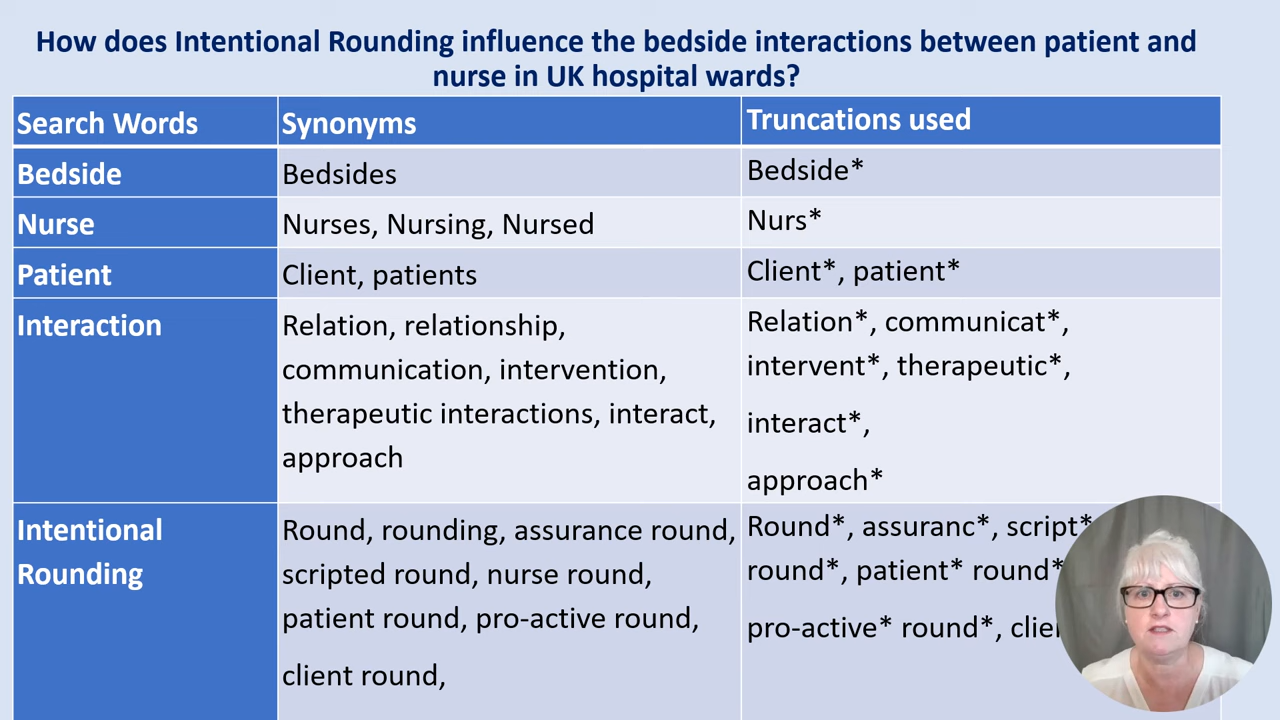 How does Intentional Rounding influence the bedside interactions between patient and
nurse in UK hospital wards?
Search Words
Synonyms
Truncations used
Bedside
Bedsides
Bedside*
Nurse
Nurses, Nursing, Nursed
Nurs*
Patient
Client, patients
Client*, patient*
Interaction
Relation, relationship,
communication, intervention,
therapeutic interactions, interact,
approach
Relation*, communicat*,
intervent*, therapeutic*,
interact*,
approach*
Intentional
Rounding
Round, rounding, assurance round,
scripted round, nurse round,
patient round, pro-active round,
client round,
Round*, assuranc*, script*
round*, patient* round*
pro-active* round*,